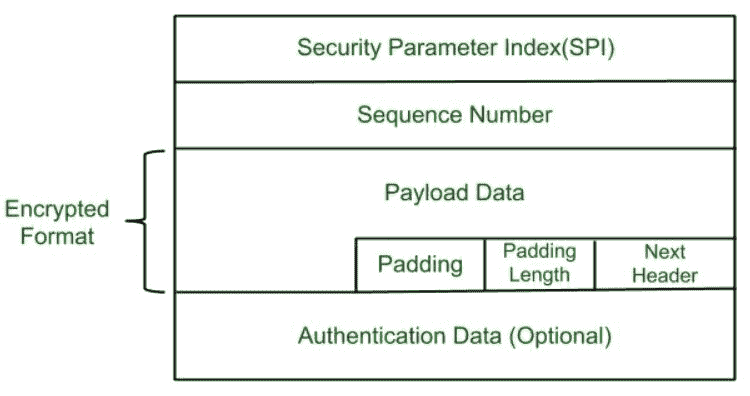 Security Parameter Index(SPI)
Sequence Number
Encrypted
Format
Payload Data
Padding
Padding
Length
Next
Header
Authentication Data (Optional)